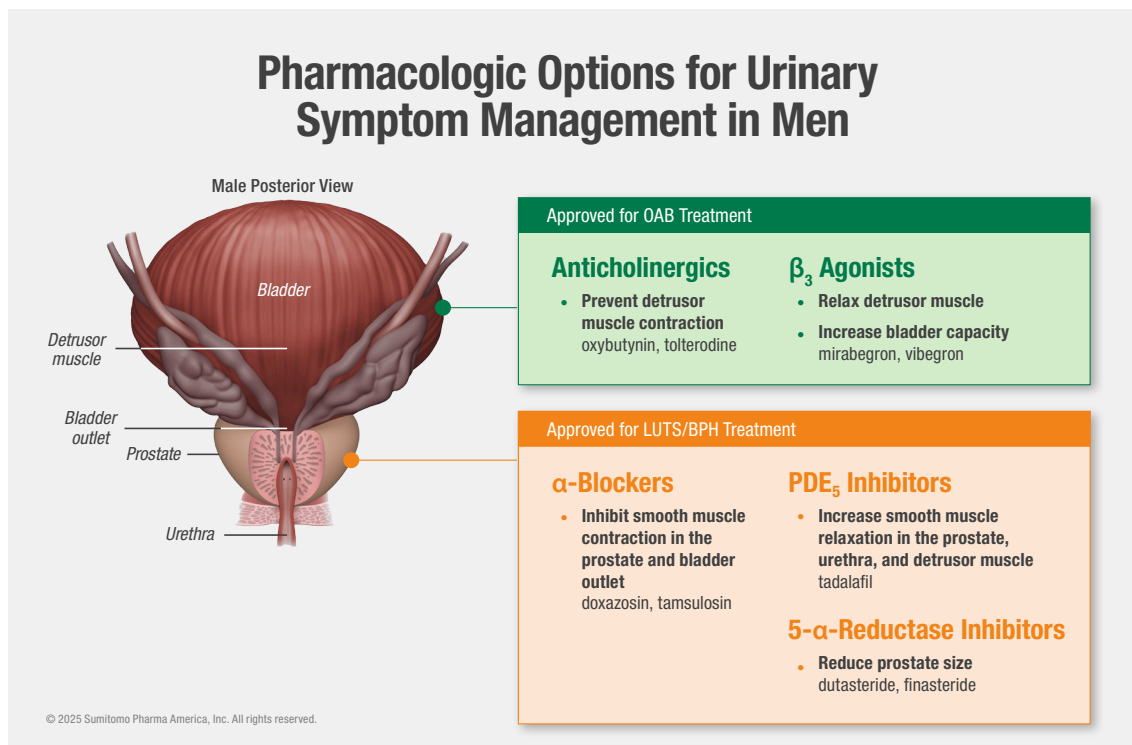 Pharmacologic Options for Urinary
Symptom Management in Men
Male Posterior View
Bladder
Detrusor
muscle
Bladder
outlet
Prostate
Urethra
Approved for OAB Treatment
Anticholinergics
• Prevent detrusor
muscle contraction
oxybutynin, tolterodine
β₃ Agonists
• Relax detrusor muscle
• Increase bladder capacity
mirabegron, vibegron
Approved for LUTS/BPH Treatment
α-Blockers
• Inhibit smooth muscle
contraction in the
prostate and bladder
outlet
doxazosin, tamsulosin
PDE₅ Inhibitors
• Increase smooth muscle
relaxation in the prostate,
urethra, and detrusor muscle
tadalafil
5-α-Reductase Inhibitors
• Reduce prostate size
dutasteride, finasteride
© 2025 Sumitomo Pharma America, Inc. All rights reserved.